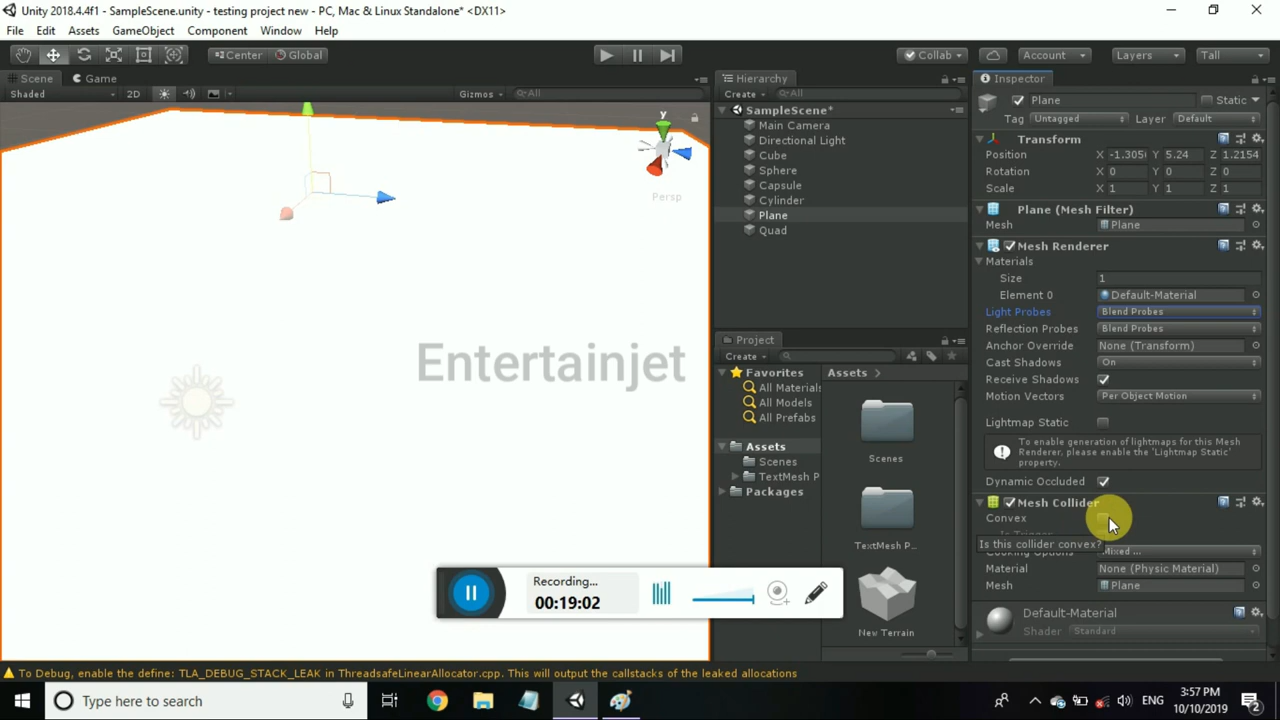 Unity 2018.4.4f1 - SampleScene.unity - testing project new - PC, Mac & Linux Standalone* <DX11>
File Edit Assets GameObject Component Window Help
Center Global Collab Account Layers Tall
Scene Game
Shaded 2D Gizmos All
y
Persp
Entertainjet
Hierarchy
Create All
SampleScene*
Main Camera
Directional Light
Cube
Sphere
Capsule
Cylinder
Plane
Quad
Project
Create
Favorites
All Materials
All Models
All Prefabs
Assets
Scenes
TextMesh P
Packages
Assets
Scenes
TextMesh P...
New Terrain
Inspector
Plane Static
Tag Untagged Layer Default
Transform
Position X -1.305( Y 5.24 Z 1.2154
Rotation X 0 Y 0 Z 0
Scale X 1 Y 1 Z 1
Plane (Mesh Filter)
Mesh Plane
Mesh Renderer
Materials
Size 1
Element 0 Default-Material
Light Probes Blend Probes
Reflection Probes Blend Probes
Anchor Override None (Transform)
Cast Shadows On
Receive Shadows
Motion Vectors Per Object Motion
Lightmap Static
To enable generation of lightmaps for this Mesh
Renderer, please enable the 'Lightmap Static'
property.
Dynamic Occluded
Mesh Collider
Convex
Is this collider convex?
Cooking Options Mixed ...
Material None (Physic Material)
Mesh Plane
Default-Material
Shader Standard
Recording...
00:19:02
To Debug, enable the define: TLA_DEBUG_STACK_LEAK in ThreadsafeLinearAllocator.cpp. This will output the callstacks of the leaked allocations
Type here to search
ENG
3:57 PM
10/10/2019
2